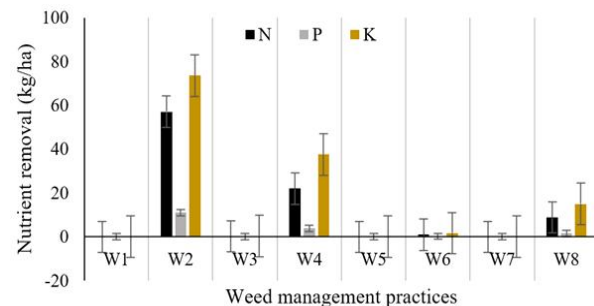 N P K
Nutrient removal (kg/ha)
100
80
60
40
20
0
-20
W1 W2 W3 W4 W5 W6 W7 W8
Weed management practices